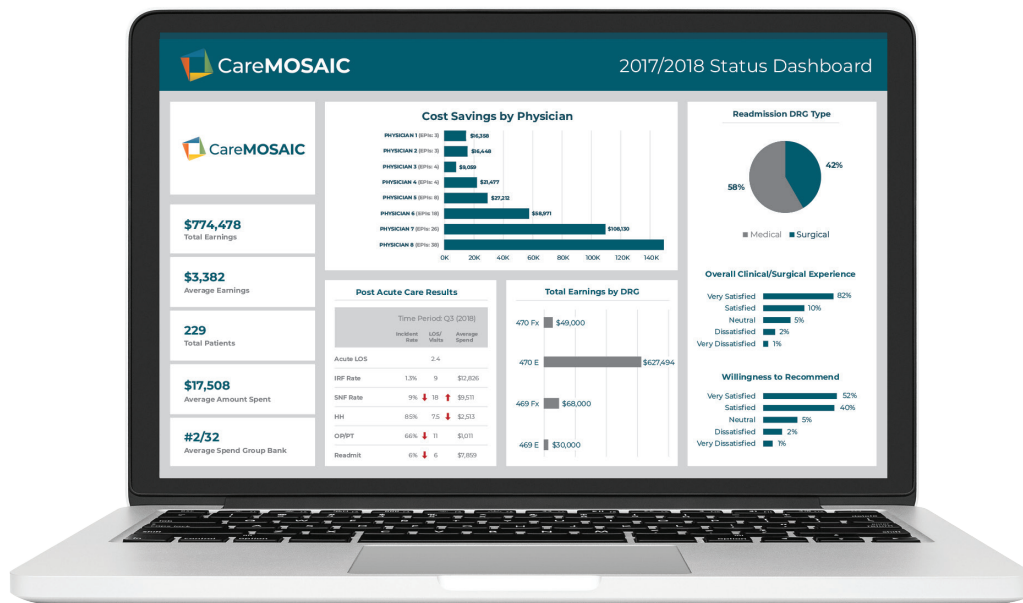 CareMOSAIC
2017/2018 Status Dashboard
CareMOSAIC
$774,478
Total Earnings
$3,382
Average Earnings
229
Total Patients
$17,508
Average Amount Spent
#2/32
Average Spend Group Bank
Cost Savings by Physician
PHYSICIAN 1 (EPIs: 3) $16,358
PHYSICIAN 2 (EPIs: 3) $16,448
PHYSICIAN 3 (EPIs: 4) $9,059
PHYSICIAN 4 (EPIs: 4) $21,477
PHYSICIAN 5 (EPIs: 8) $27,212
PHYSICIAN 6 (EPIs: 18) $58,971
PHYSICIAN 7 (EPIs: 26) $108,130
PHYSICIAN 8 (EPIs: 38)
0K 20K 40K 60K 80K 100K 120K 140K
Post Acute Care Results
Time Period: Q3 (2018)
Incident Rate LOS/ Visits Average Spend
Acute LOS 2.4
IRF Rate 1.3% 9 $12,826
SNF Rate 9% 18 $9,511
HH 85% 7.5 $2,513
OP/PT 66% 11 $1,011
Readmit 6% 6 $7,859
Total Earnings by DRG
470 Fx $49,000
470 E $627,494
469 Fx $68,000
469 E $30,000
Readmission DRG Type
42%
58%
Medical Surgical
Overall Clinical/Surgical Experience
Very Satisfied 82%
Satisfied 10%
Neutral 5%
Dissatisfied 2%
Very Dissatisfied 1%
Willingness to Recommend
Very Satisfied 52%
Satisfied 40%
Neutral 5%
Dissatisfied 2%
Very Dissatisfied 1%